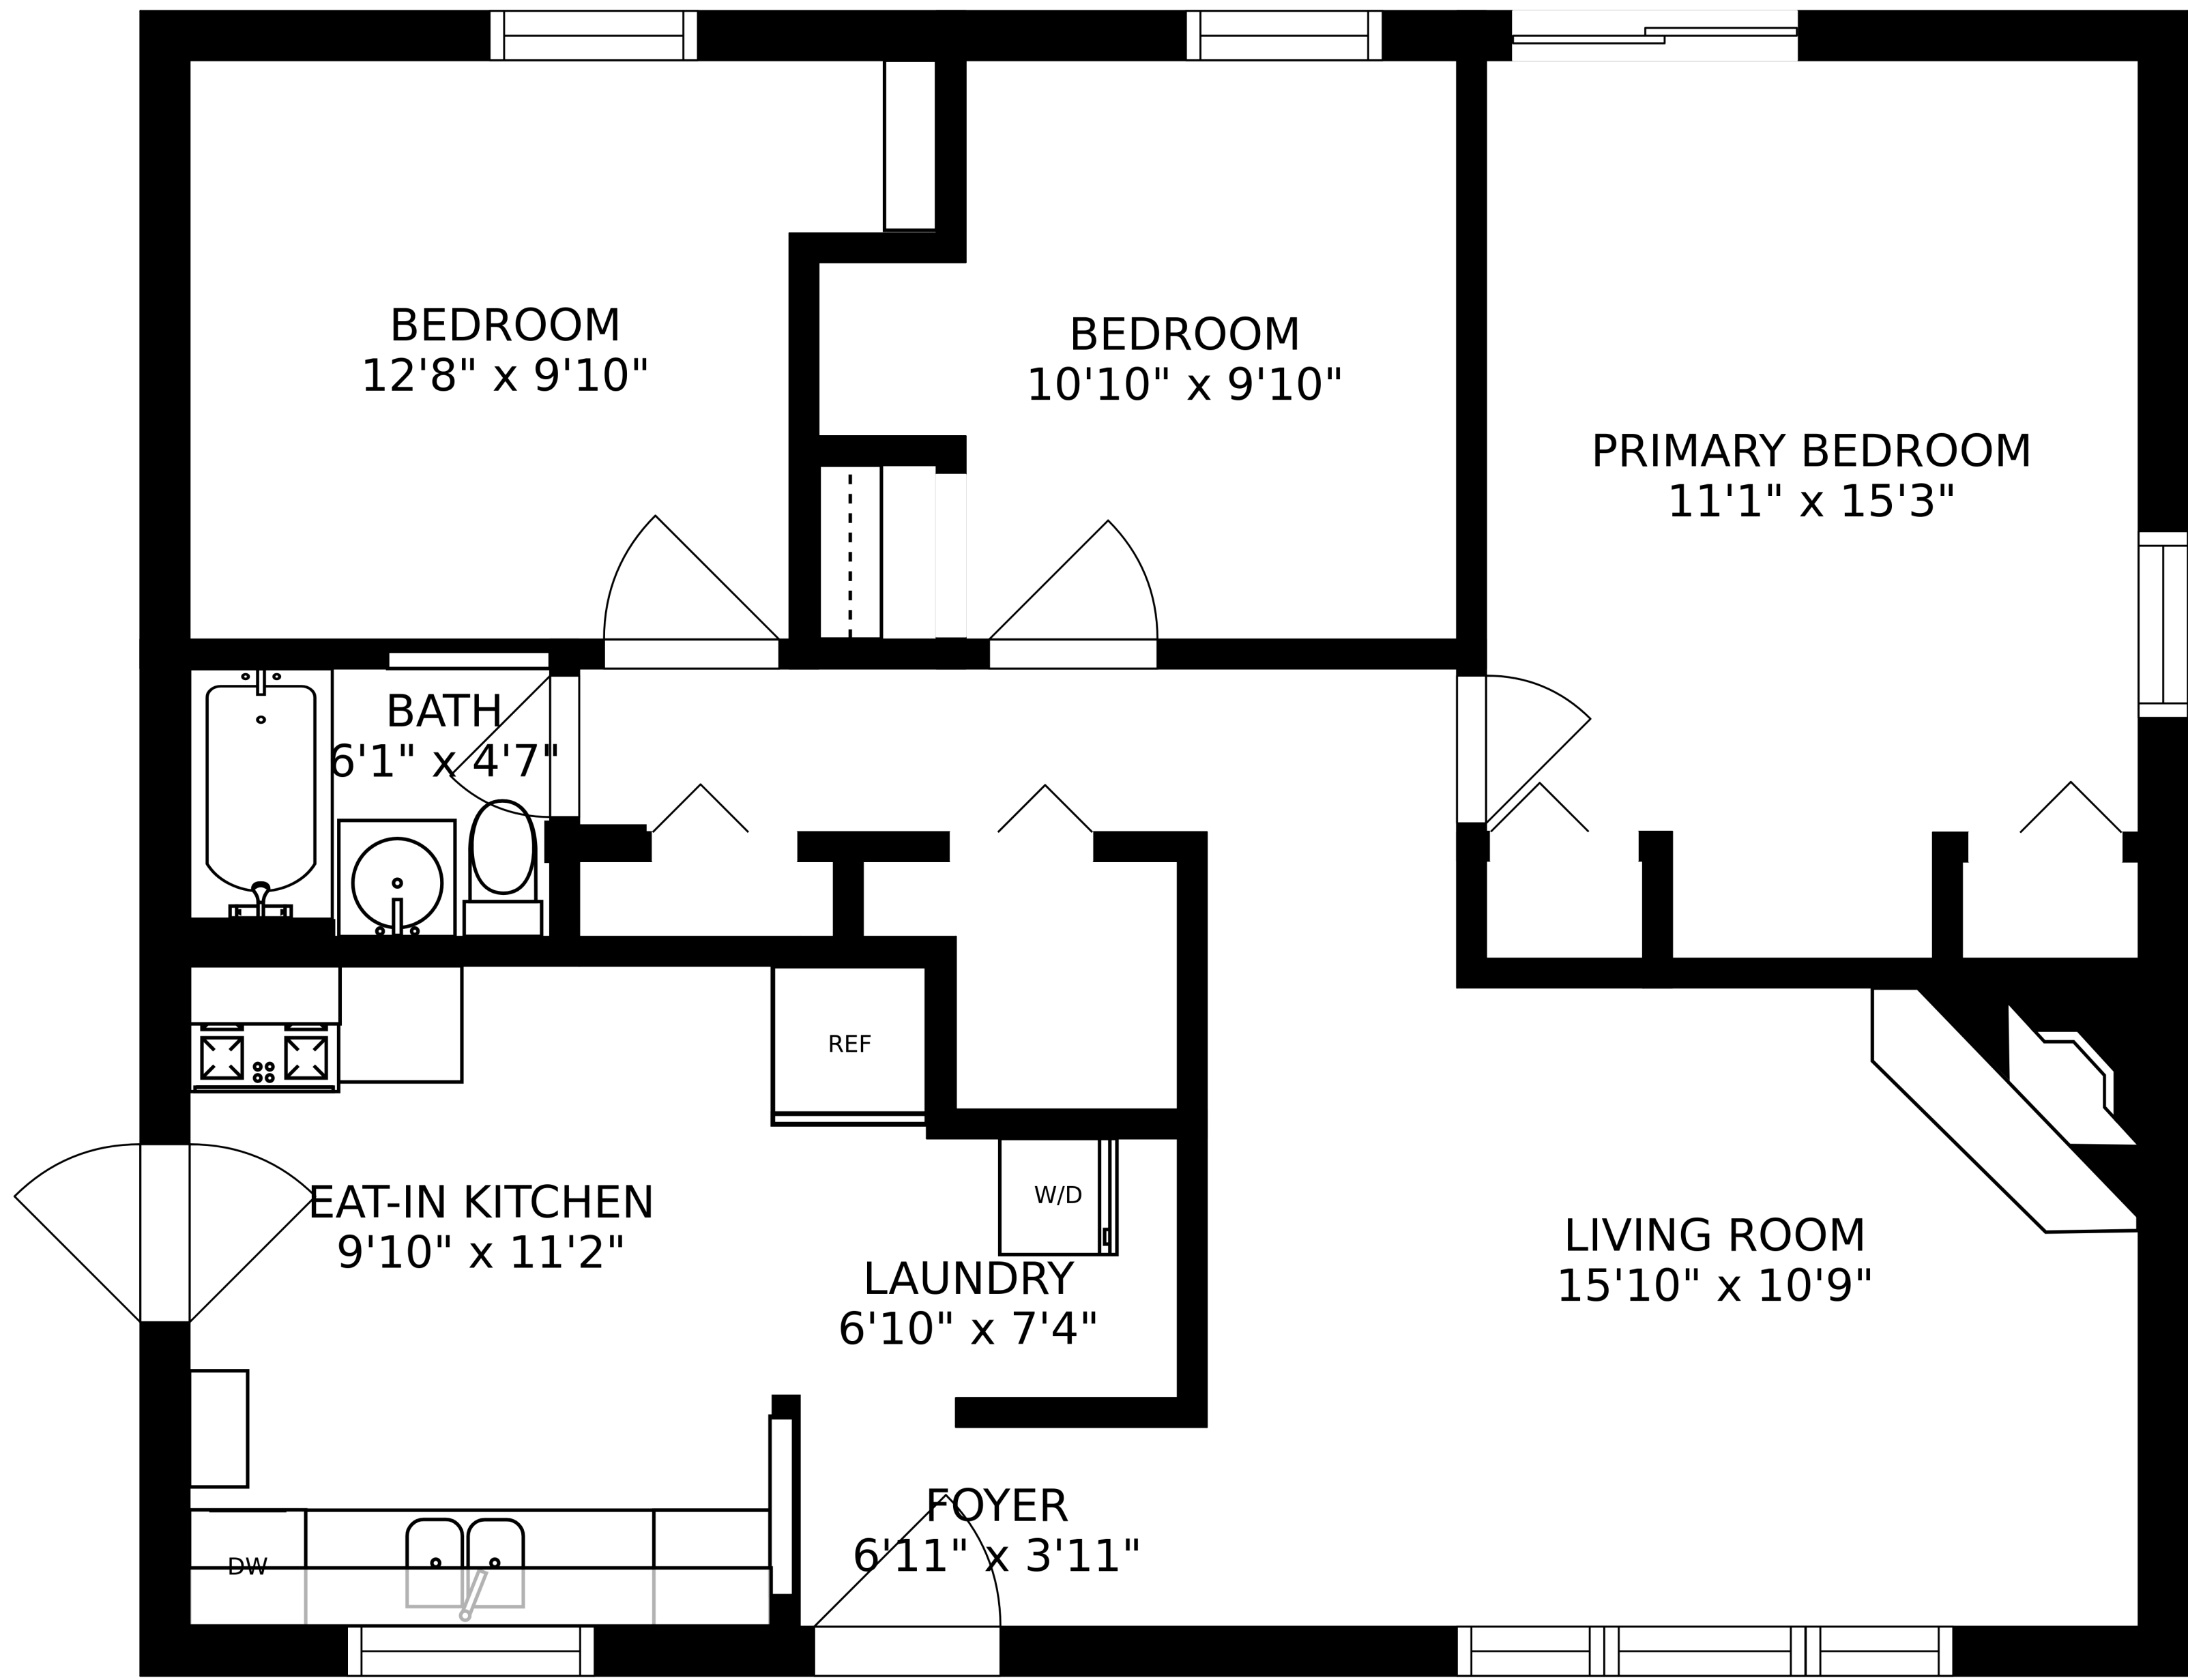 BEDROOM
12'8" x 9'10"
BEDROOM
10'10" x 9'10"
PRIMARY BEDROOM
11'1" x 15'3"
BATH
6'1" x 4'7"
REF
EAT-IN KITCHEN
9'10" x 11'2"
W/D
LAUNDRY
6'10" x 7'4"
LIVING ROOM
15'10" x 10'9"
FOYER
6'11" x 3'11"
DW